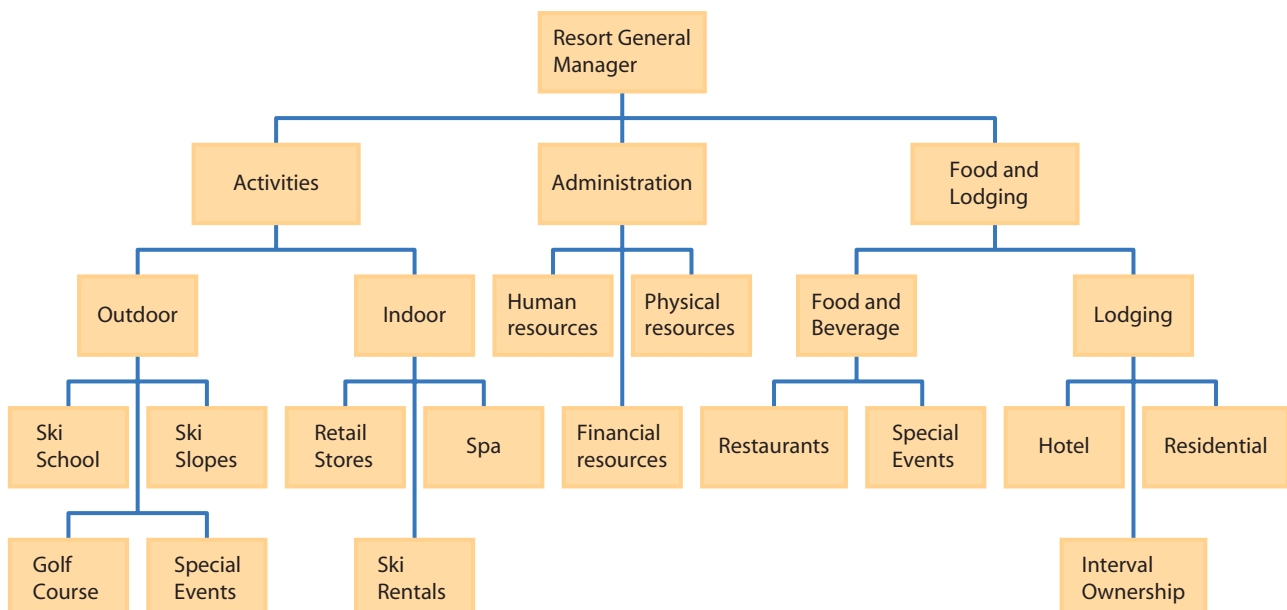 Resort General
Manager
Activities
Administration
Food and
Lodging
Outdoor
Indoor
Human
resources
Physical
resources
Food and
Beverage
Lodging
Ski
School
Ski
Slopes
Retail
Stores
Spa
Financial
resources
Restaurants
Special
Events
Hotel
Residential
Golf
Course
Special
Events
Ski
Rentals
Interval
Ownership